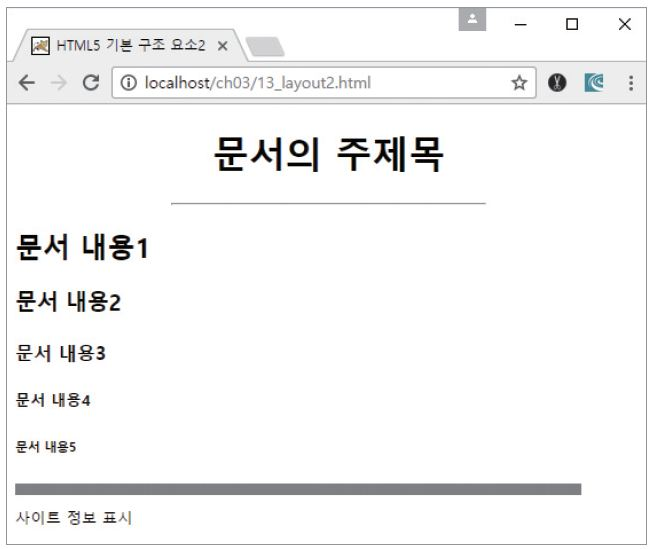 HTML5 기본 구조 요소2
localhost/ch03/13_layout2.html
문서의 주제목
문서 내용1
문서 내용2
문서 내용3
문서 내용4
문서 내용5
사이트 정보 표시